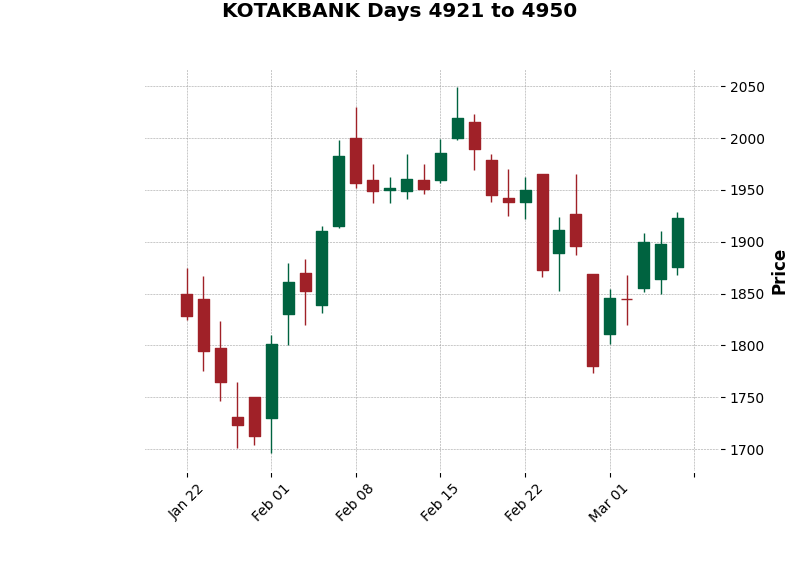 KOTAKBANK Days 4921 to 4950
2050
2000
1950
1900
1850
1800
1750
1700
Price
Jan 22
Feb 01
Feb 08
Feb 15
Feb 22
Mar 01